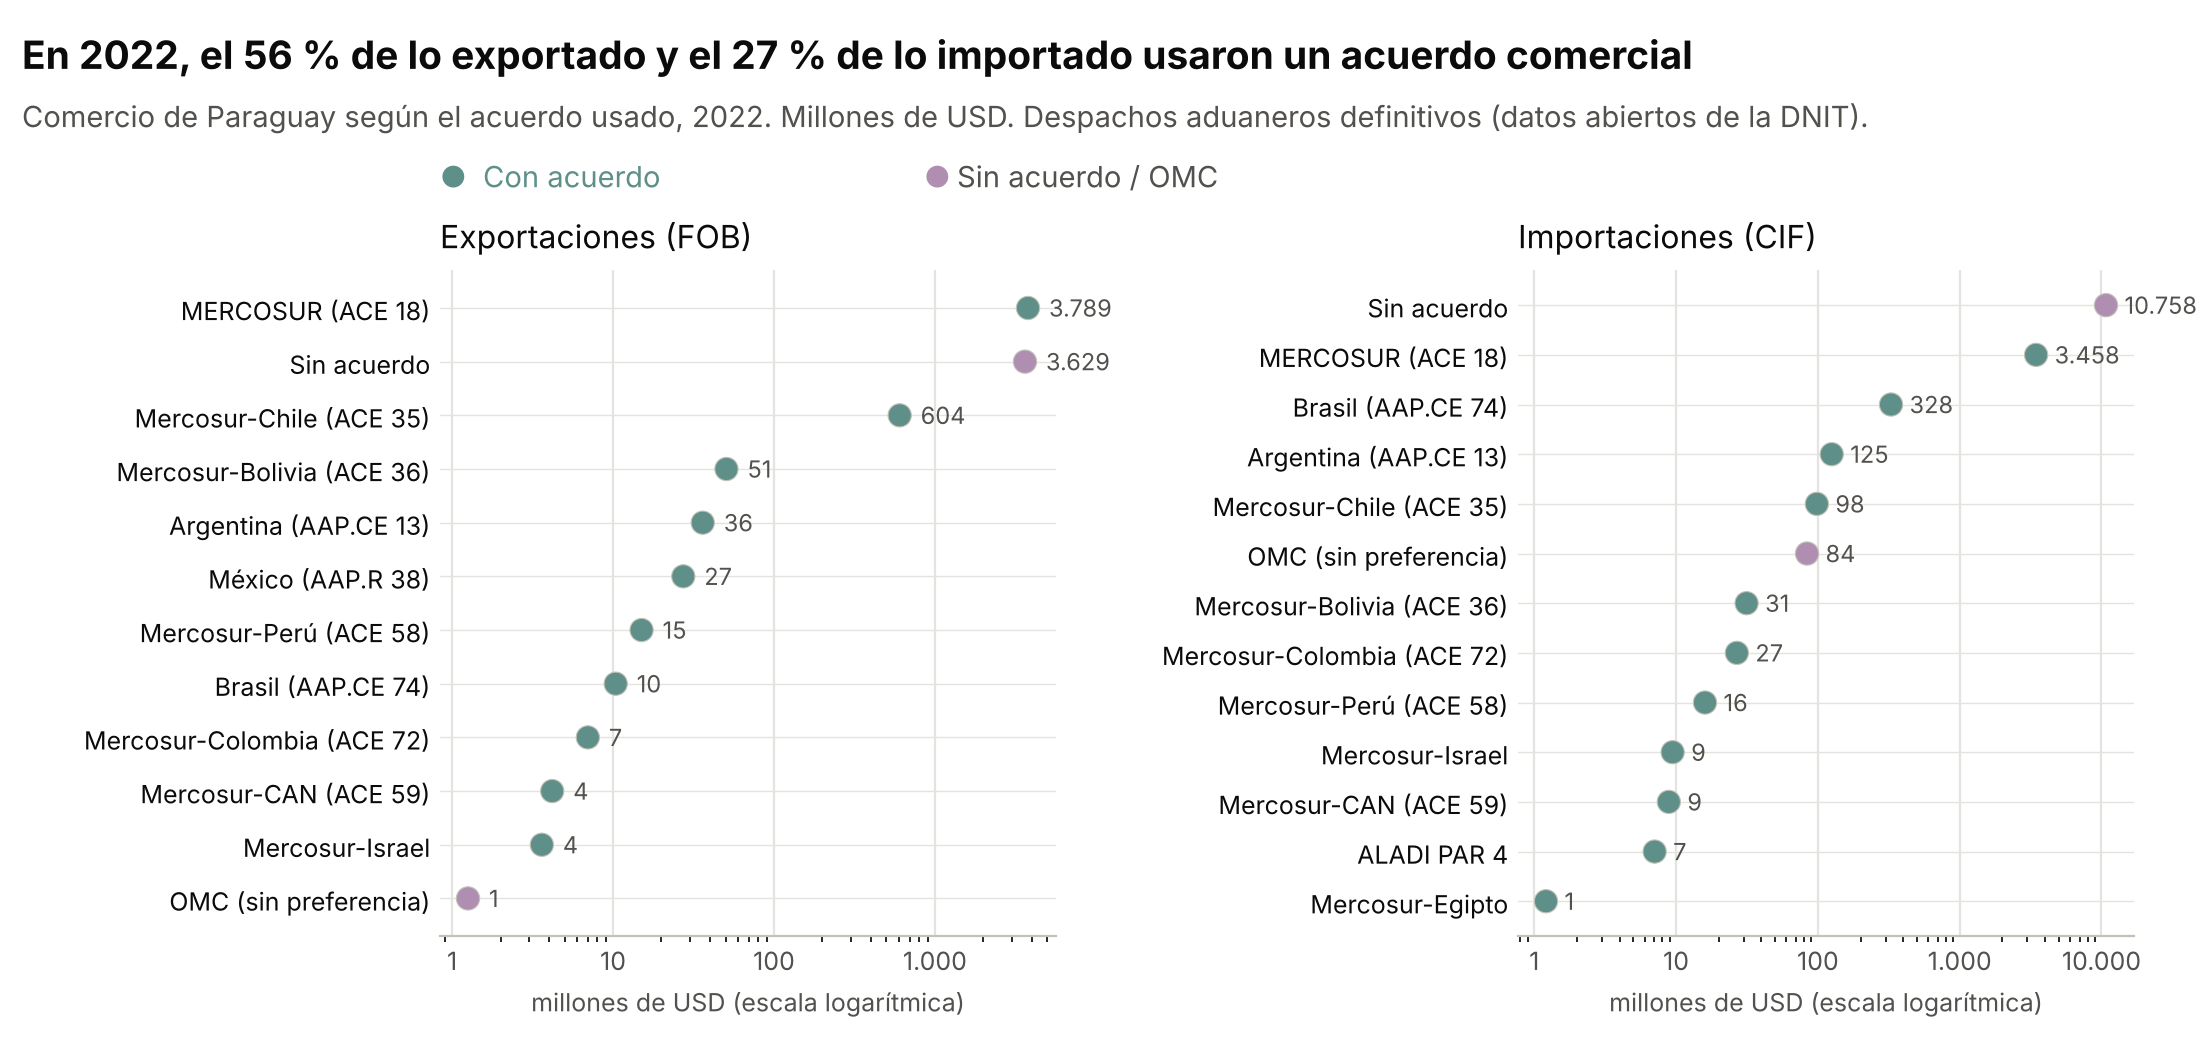 En 2022, el 56 % de lo exportado y el 27 % de lo importado usaron un acuerdo comercial
Comercio de Paraguay según el acuerdo usado, 2022. Millones de USD. Despachos aduaneros definitivos (datos abiertos de la DNIT).
Con acuerdo
Sin acuerdo / OMC
Exportaciones (FOB)
MERCOSUR (ACE 18) 3.789
Sin acuerdo 3.629
Mercosur-Chile (ACE 35) 604
Mercosur-Bolivia (ACE 36) 51
Argentina (AAP.CE 13) 36
México (AAP.R 38) 27
Mercosur-Perú (ACE 58) 15
Brasil (AAP.CE 74) 10
Mercosur-Colombia (ACE 72) 7
Mercosur-CAN (ACE 59) 4
Mercosur-Israel 4
OMC (sin preferencia) 1
1 10 100 1.000
millones de USD (escala logarítmica)
Importaciones (CIF)
Sin acuerdo 10.758
MERCOSUR (ACE 18) 3.458
Brasil (AAP.CE 74) 328
Argentina (AAP.CE 13) 125
Mercosur-Chile (ACE 35) 98
OMC (sin preferencia) 84
Mercosur-Bolivia (ACE 36) 31
Mercosur-Colombia (ACE 72) 27
Mercosur-Perú (ACE 58) 16
Mercosur-Israel 9
Mercosur-CAN (ACE 59) 9
ALADI PAR 4 7
Mercosur-Egipto 1
1 10 100 1.000 10.000
millones de USD (escala logarítmica)